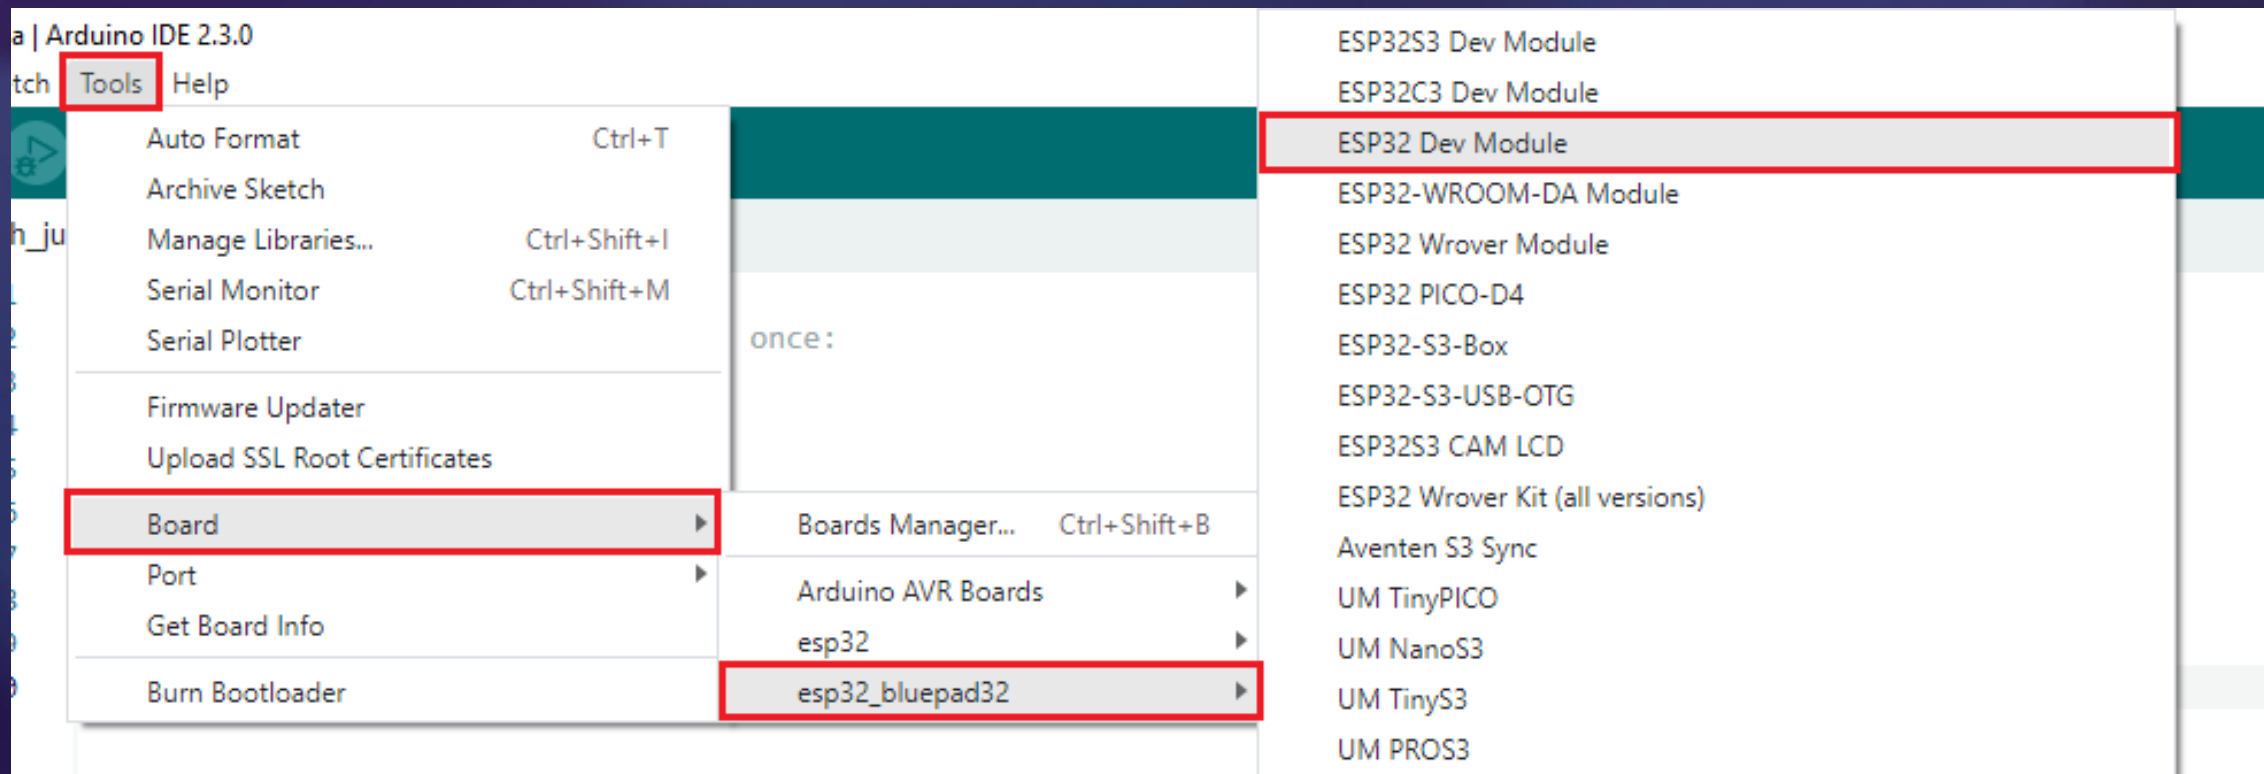 a | Arduino IDE 2.3.0
tch Tools Help
Auto Format Ctrl+T
Archive Sketch
Manage Libraries... Ctrl+Shift+I
Serial Monitor Ctrl+Shift+M
Serial Plotter
Firmware Updater
Upload SSL Root Certificates
Board
Port
Get Board Info
Burn Bootloader
h_ju
once:
Boards Manager... Ctrl+Shift+B
Arduino AVR Boards
esp32
esp32_bluepad32
ESP32S3 Dev Module
ESP32C3 Dev Module
ESP32 Dev Module
ESP32-WROOM-DA Module
ESP32 Wrover Module
ESP32 PICO-D4
ESP32-S3-Box
ESP32-S3-USB-OTG
ESP32S3 CAM LCD
ESP32 Wrover Kit (all versions)
Aventen S3 Sync
UM TinyPICO
UM NanoS3
UM TinyS3
UM PROS3